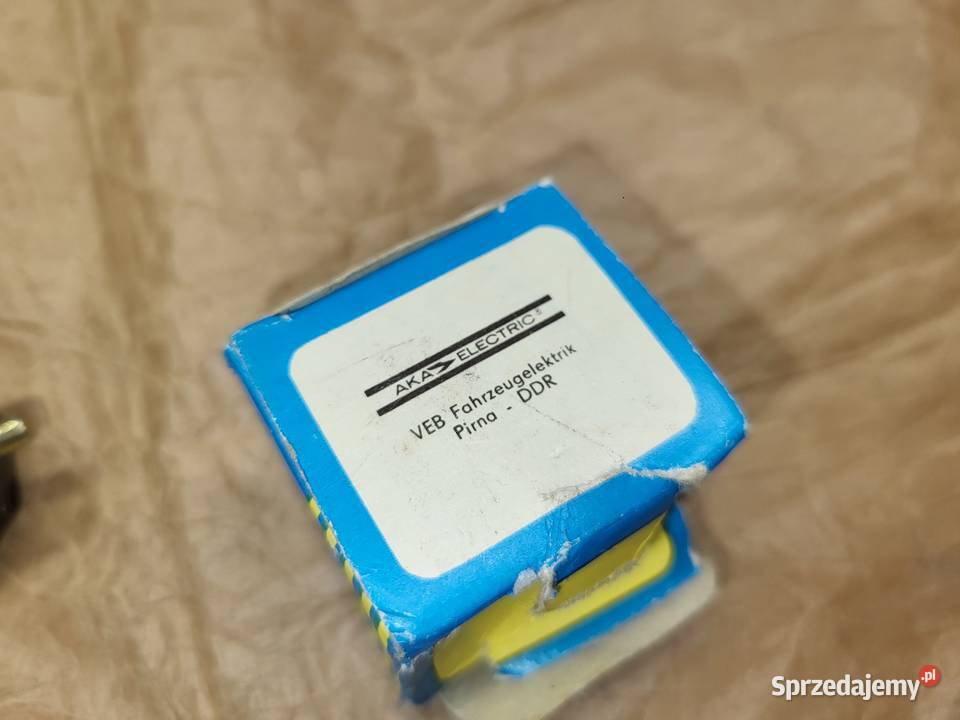 AKA ELECTRIC
VEB Fahrzeugelektrik
Pirna - DDR
Sprzedajemy.pl